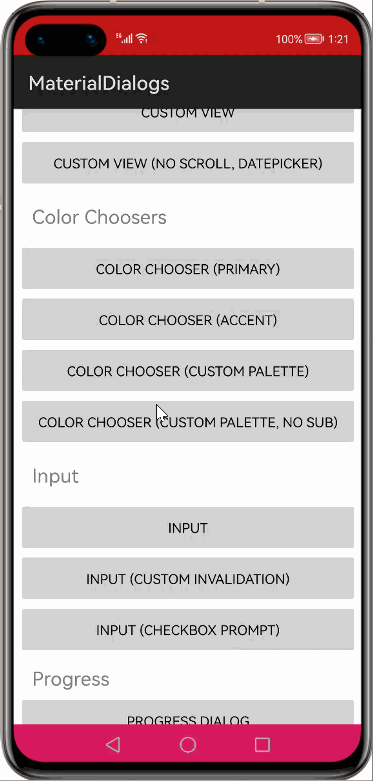 5G 100% 1:21
MaterialDialogs
CUSTOM VIEW
CUSTOM VIEW (NO SCROLL, DATEPICKER)
Color Choosers
COLOR CHOOSER (PRIMARY)
COLOR CHOOSER (ACCENT)
COLOR CHOOSER (CUSTOM PALETTE)
COLOR CHOOSER (CUSTOM PALETTE, NO SUB)
Input
INPUT
INPUT (CUSTOM INVALIDATION)
INPUT (CHECKBOX PROMPT)
Progress
PROGRESS DIALOG